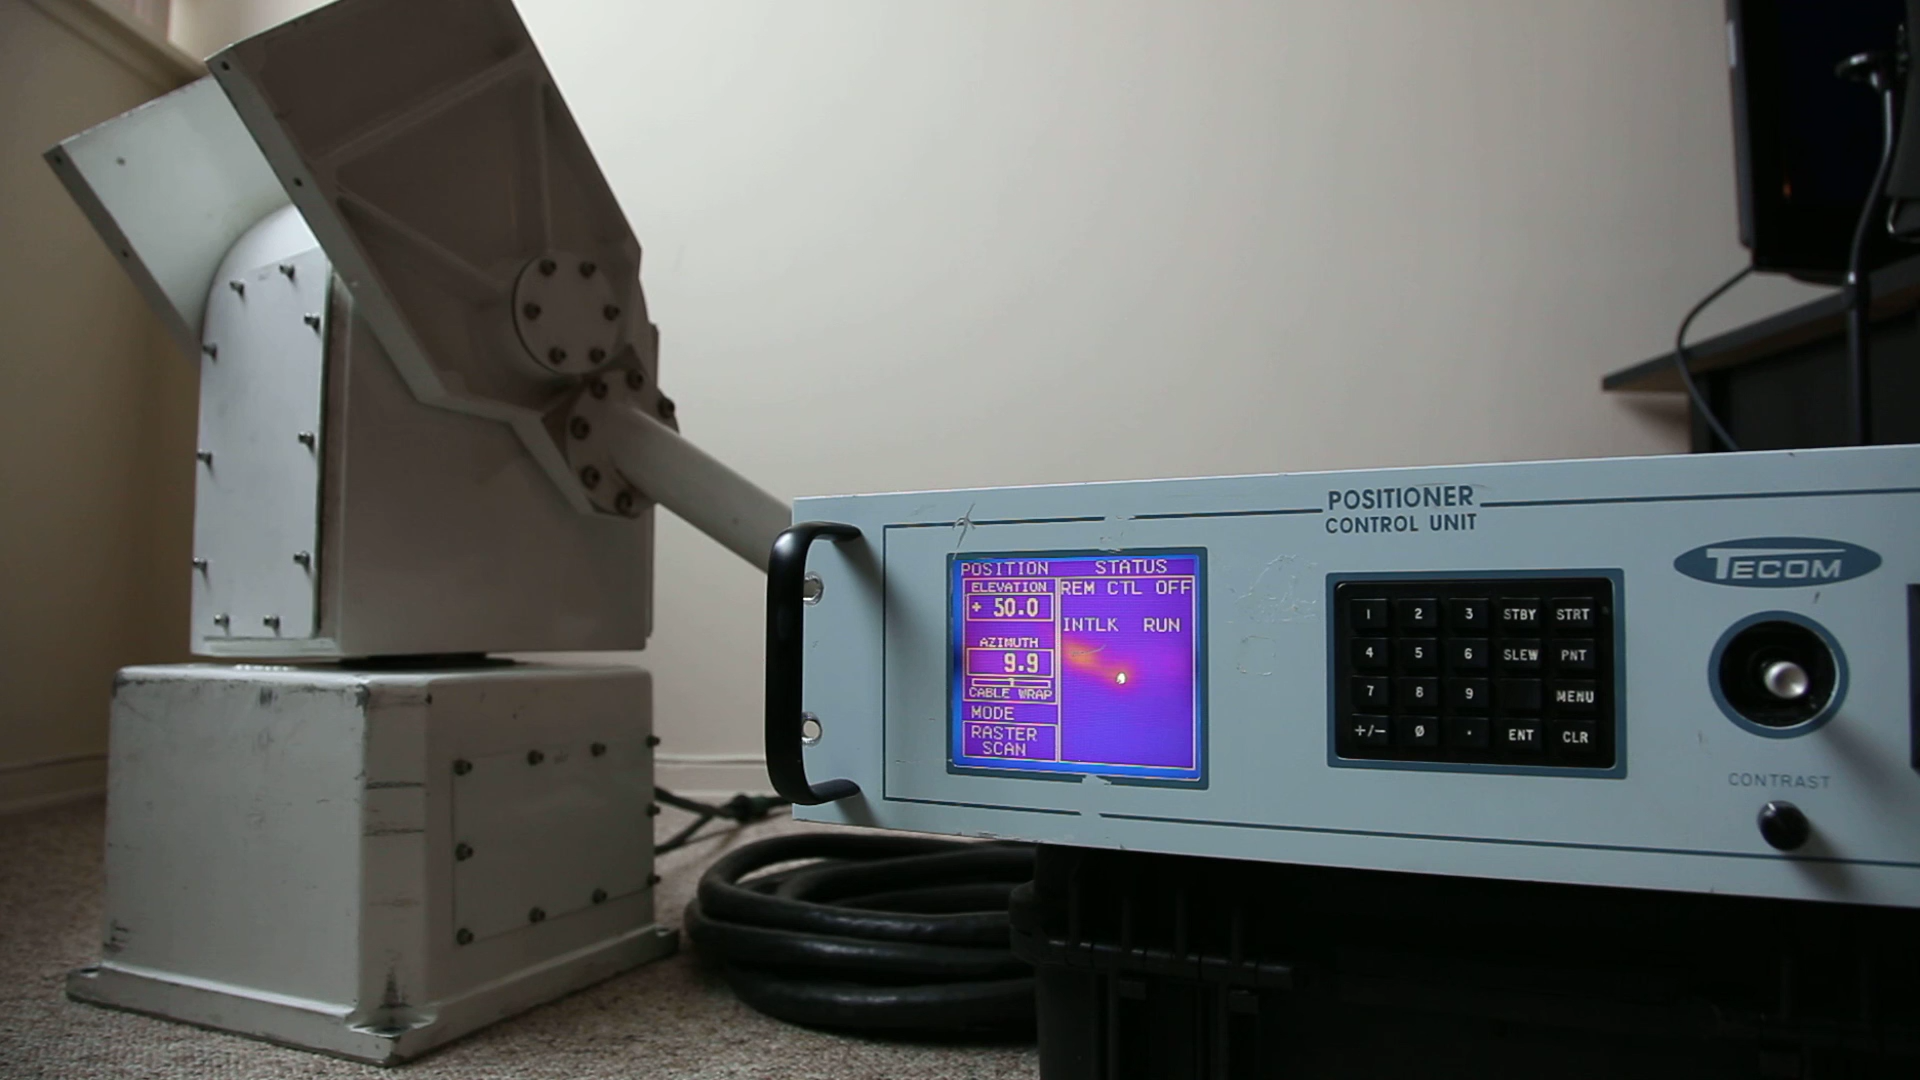 POSITIONER
CONTROL UNIT
TECOM
POSITION STATUS
ELEVATION
+ 50.0
REM CTL OFF
INTLK RUN
AZIMUTH
9.9
CABLE WRAP
MODE
RASTER
SCAN
1 2 3 STBY STRT
4 5 6 SLEW PNT
7 8 9 MENU
+/- Ø . ENT CLR
CONTRAST